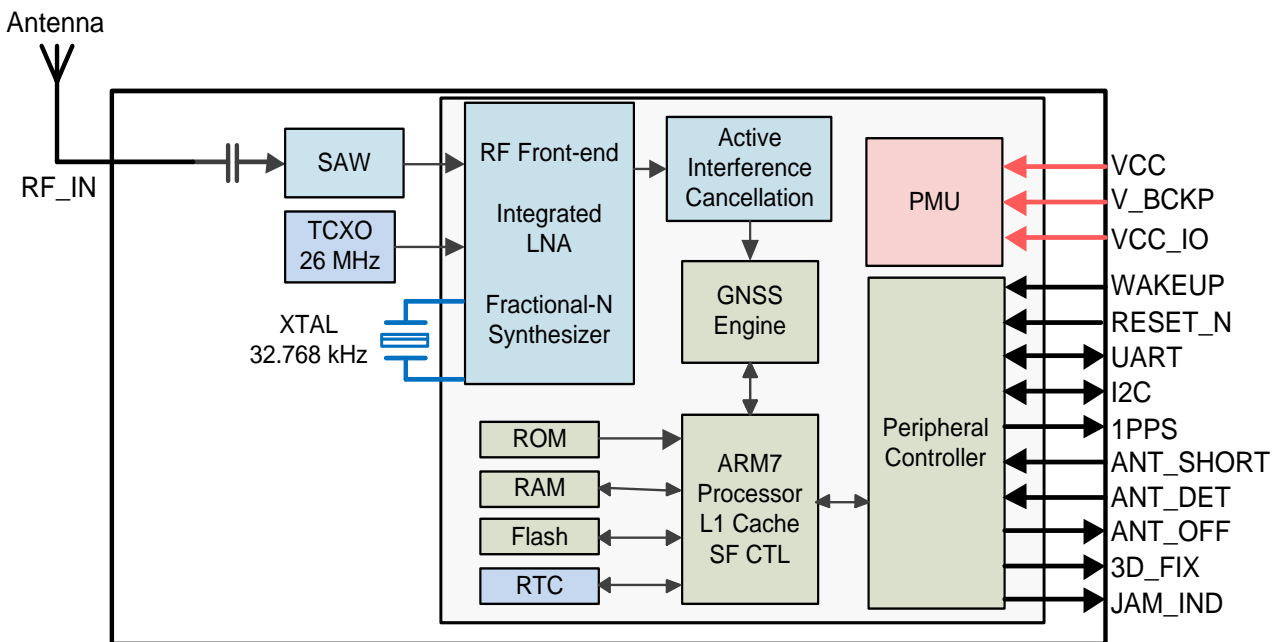 Antenna
RF_IN
SAW
TCXO
26 MHz
XTAL
32.768 kHz
RF Front-end
Integrated
LNA
Fractional-N
Synthesizer
Active
Interference
Cancellation
GNSS
Engine
ROM
RAM
Flash
RTC
ARM7
Processor
L1 Cache
SF CTL
PMU
Peripheral
Controller
VCC
V_BCKP
VCC_IO
WAKEUP
RESET_N
UART
I2C
1PPS
ANT_SHORT
ANT_DET
ANT_OFF
3D_FIX
JAM_IND